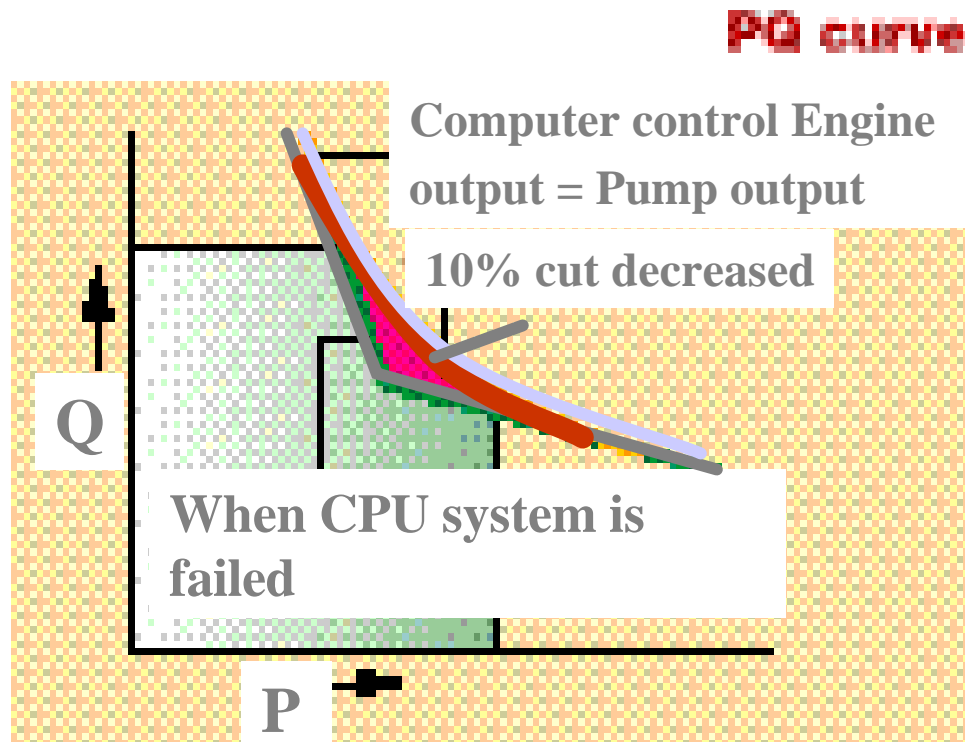 PQ curve
Computer control Engine
output = Pump output
10% cut decreased
Q
When CPU system is
failed
P